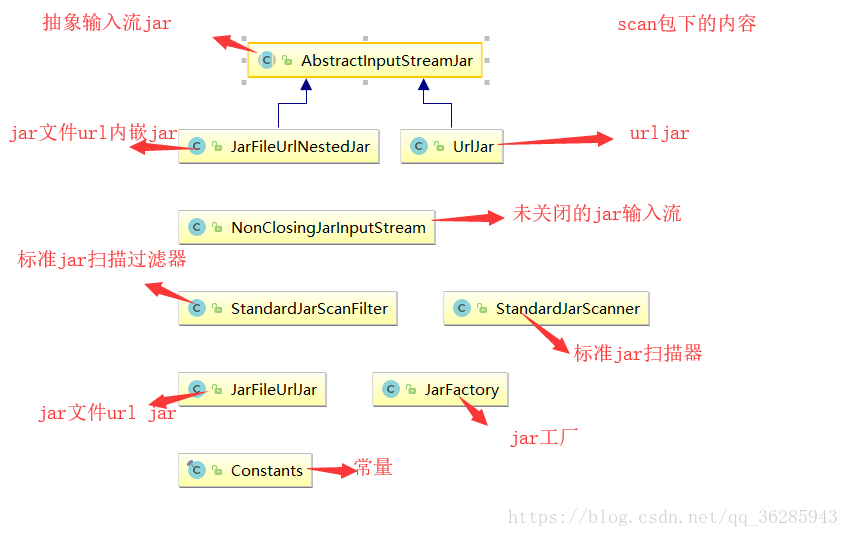 抽象输入流jar
scan包下的内容
AbstractInputStreamJar
jar文件url内嵌jar
JarFileUrlNestedJar
UrlJar
urljar
NonClosingJarInputStream
未关闭的jar输入流
标准jar扫描过滤器
StandardJarScanFilter
StandardJarScanner
标准jar扫描器
JarFileUrlJar
JarFactory
jar文件url jar
jar工厂
Constants
常量
https://blog.csdn.net/qq_36285943